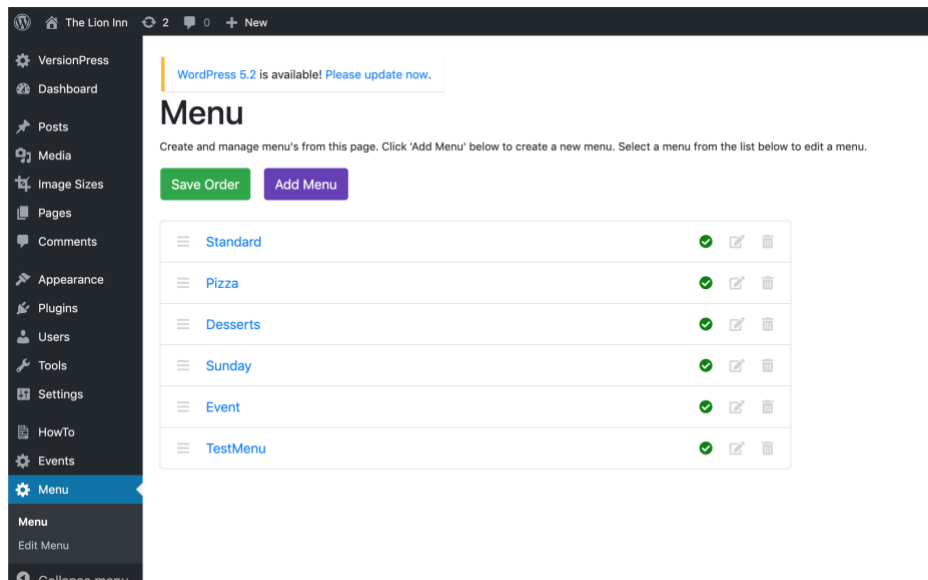 The Lion Inn 2 0 New
VersionPress
Dashboard
Posts
Media
Image Sizes
Pages
Comments
Appearance
Plugins
Users
Tools
Settings
HowTo
Events
Menu
Menu
Edit Menu
Collapse menu
WordPress 5.2 is available! Please update now.
Menu
Create and manage menu's from this page. Click 'Add Menu' below to create a new menu. Select a menu from the list below to edit a menu.
Save Order Add Menu
Standard
Pizza
Desserts
Sunday
Event
TestMenu